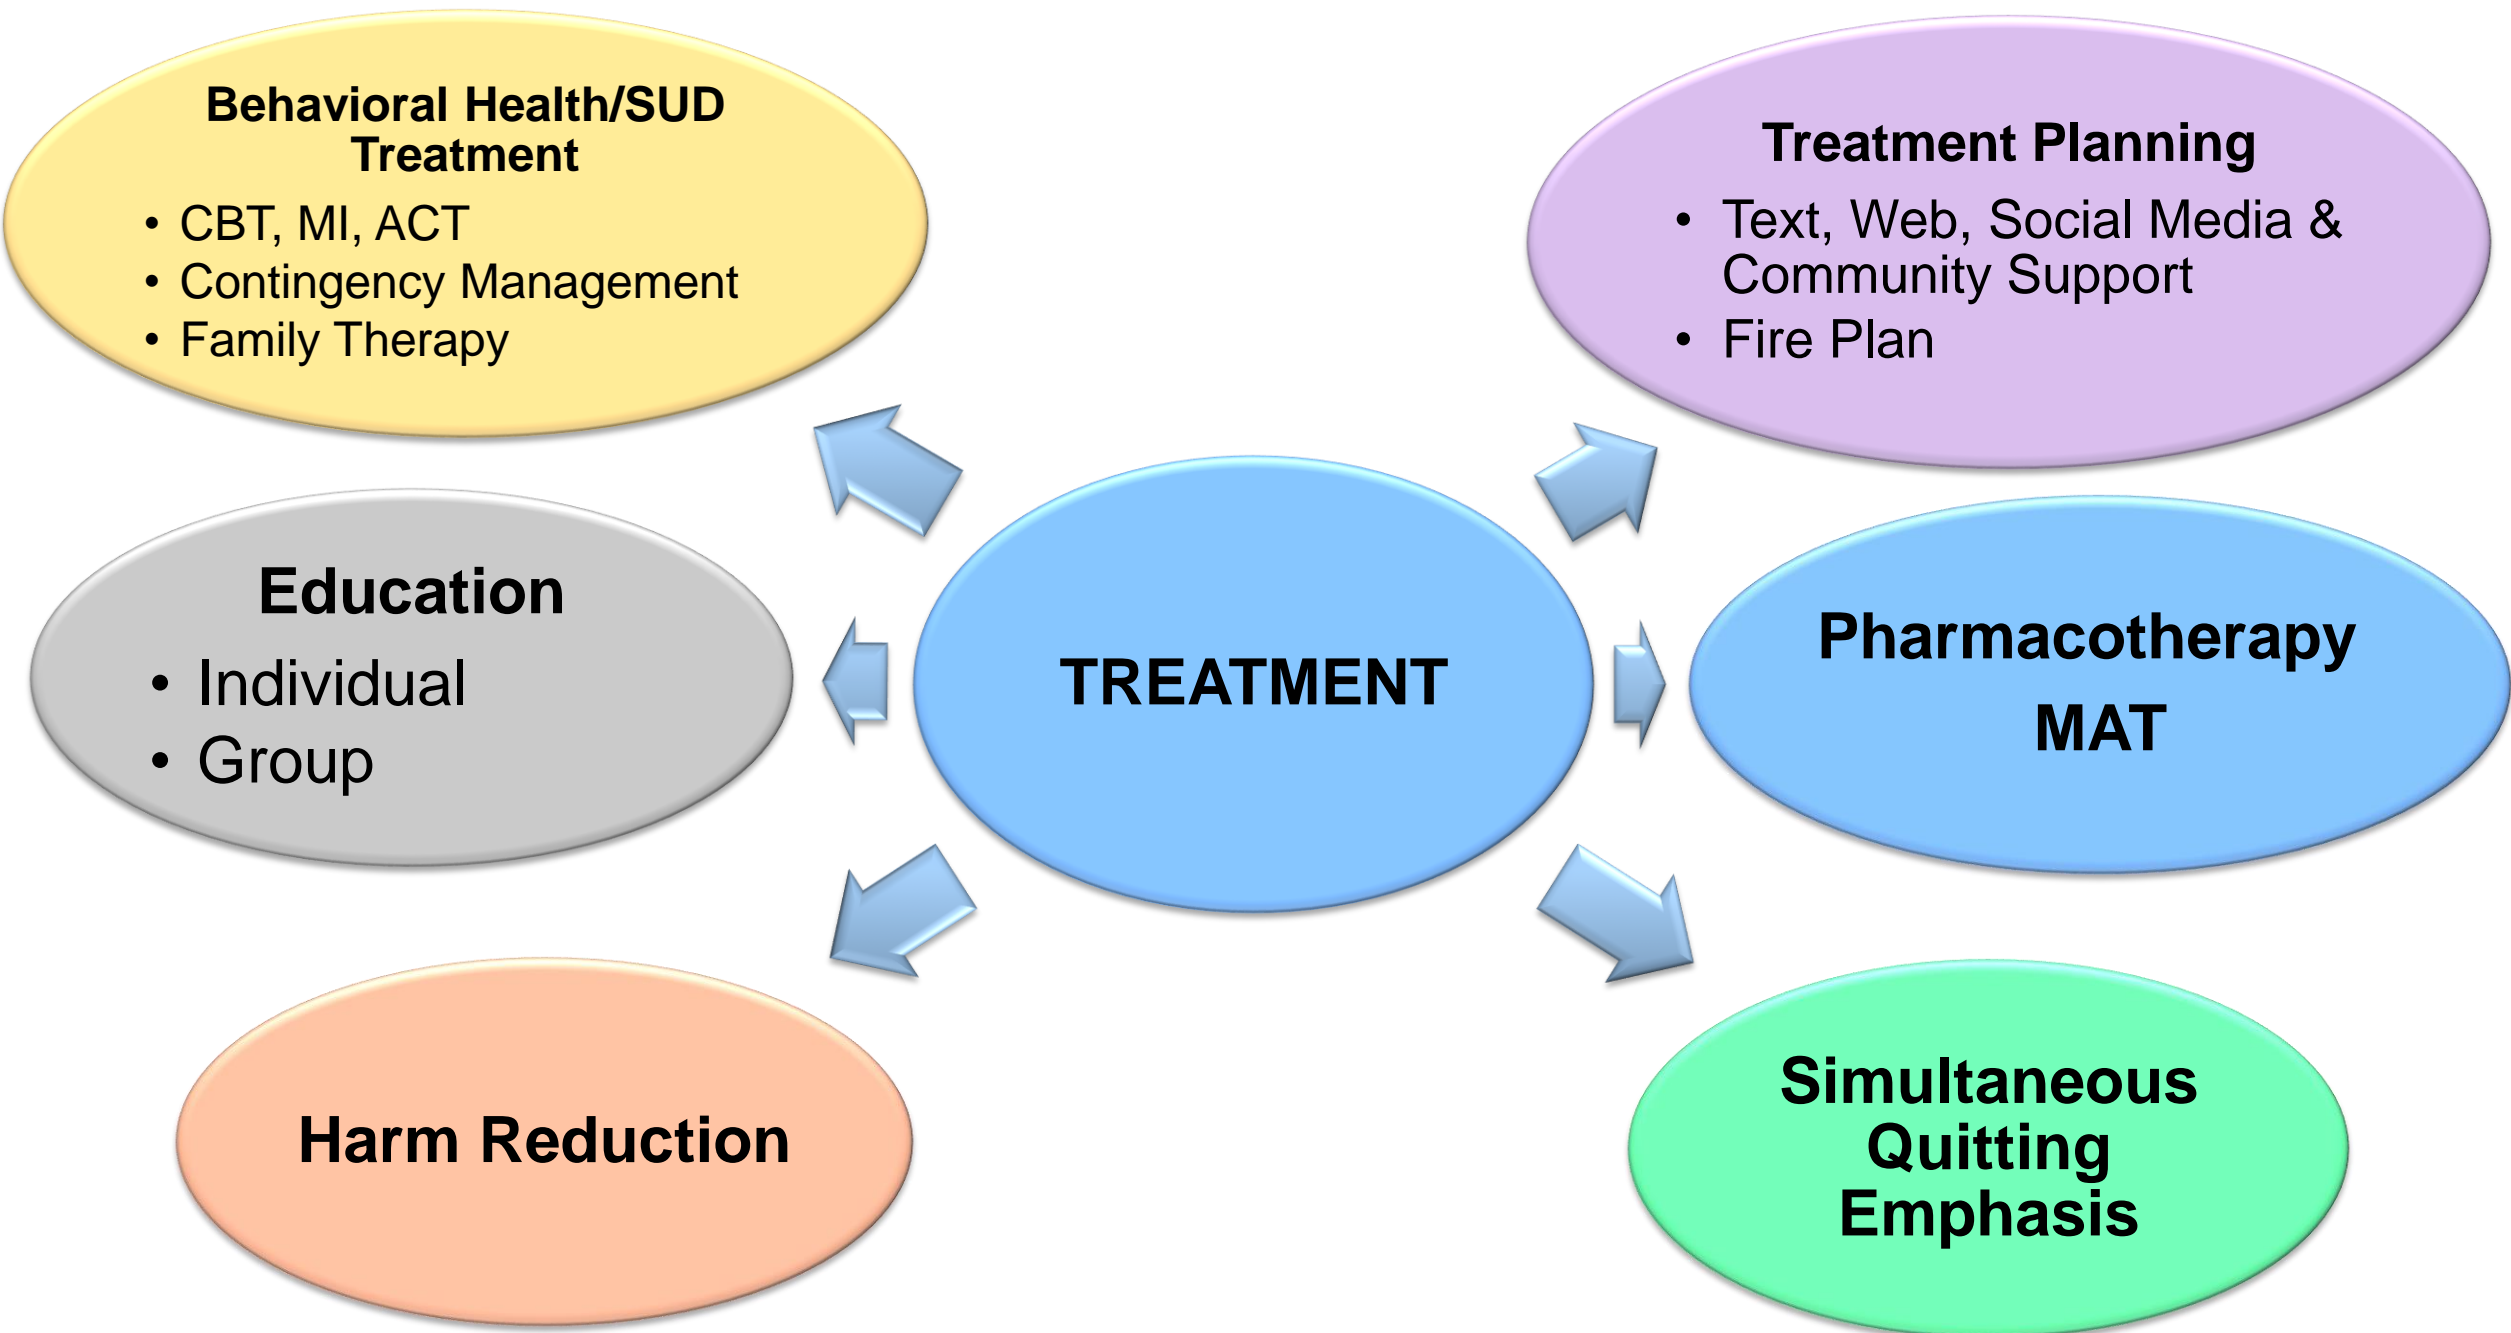 Behavioral Health/SUD
Treatment
• CBT, MI, ACT
• Contingency Management
• Family Therapy
Treatment Planning
• Text, Web, Social Media &
Community Support
• Fire Plan
Education
• Individual
• Group
TREATMENT
Pharmacotherapy
MAT
Harm Reduction
Simultaneous
Quitting
Emphasis